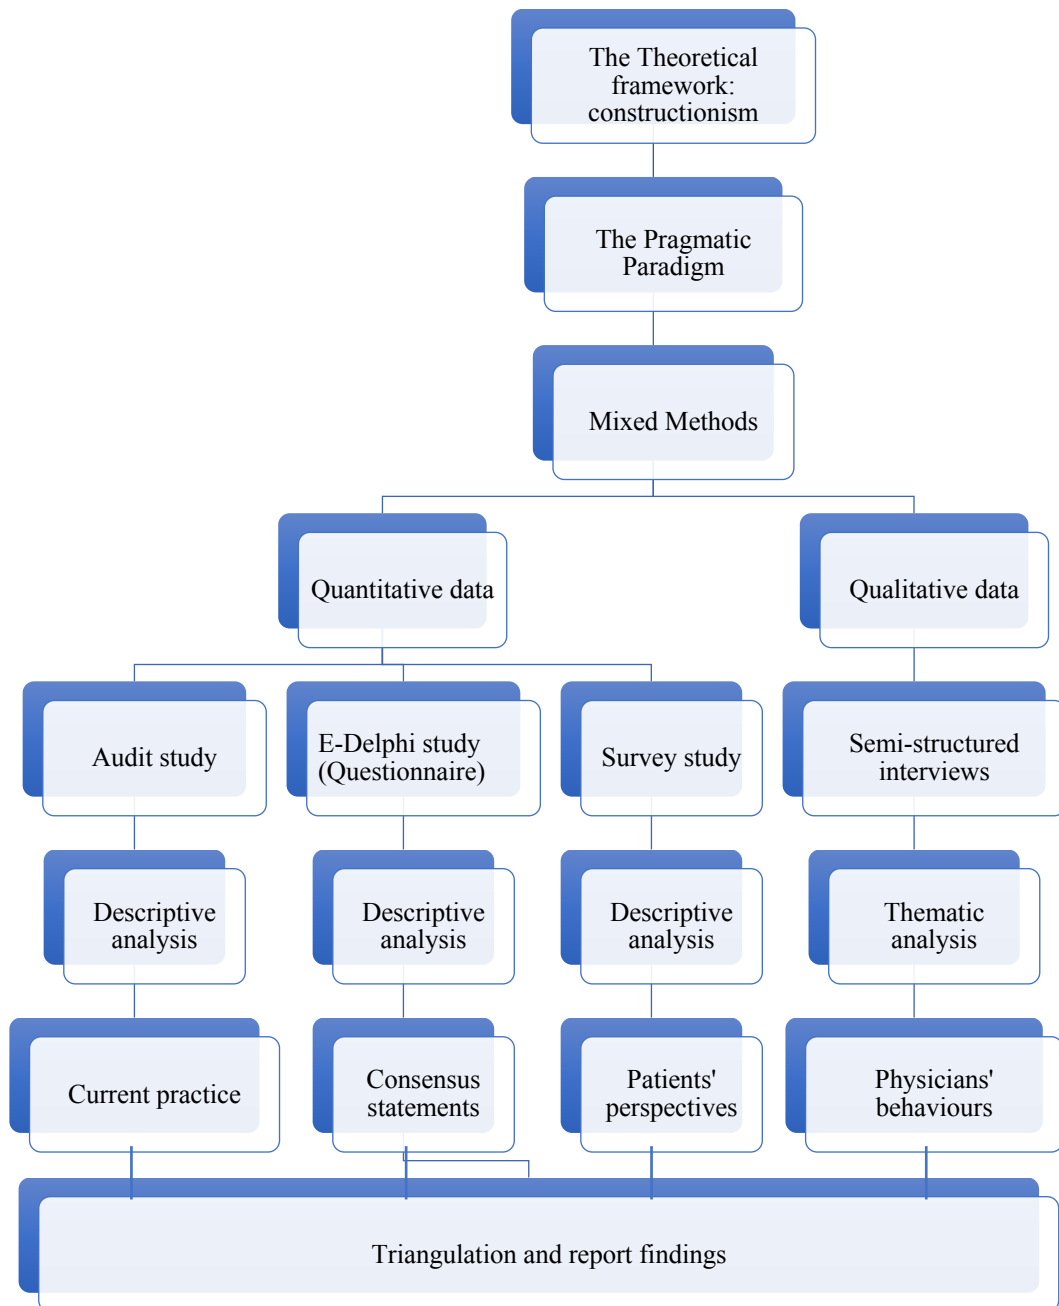 The Theoretical
framework:
constructionism
The Pragmatic
Paradigm
Mixed Methods
Quantitative data
Qualitative data
Audit study
E-Delphi study
(Questionnaire)
Survey study
Semi-structured
interviews
Descriptive
analysis
Descriptive
analysis
Descriptive
analysis
Thematic
analysis
Current practice
Consensus
statements
Patients'
perspectives
Physicians'
behaviours
Triangulation and report findings